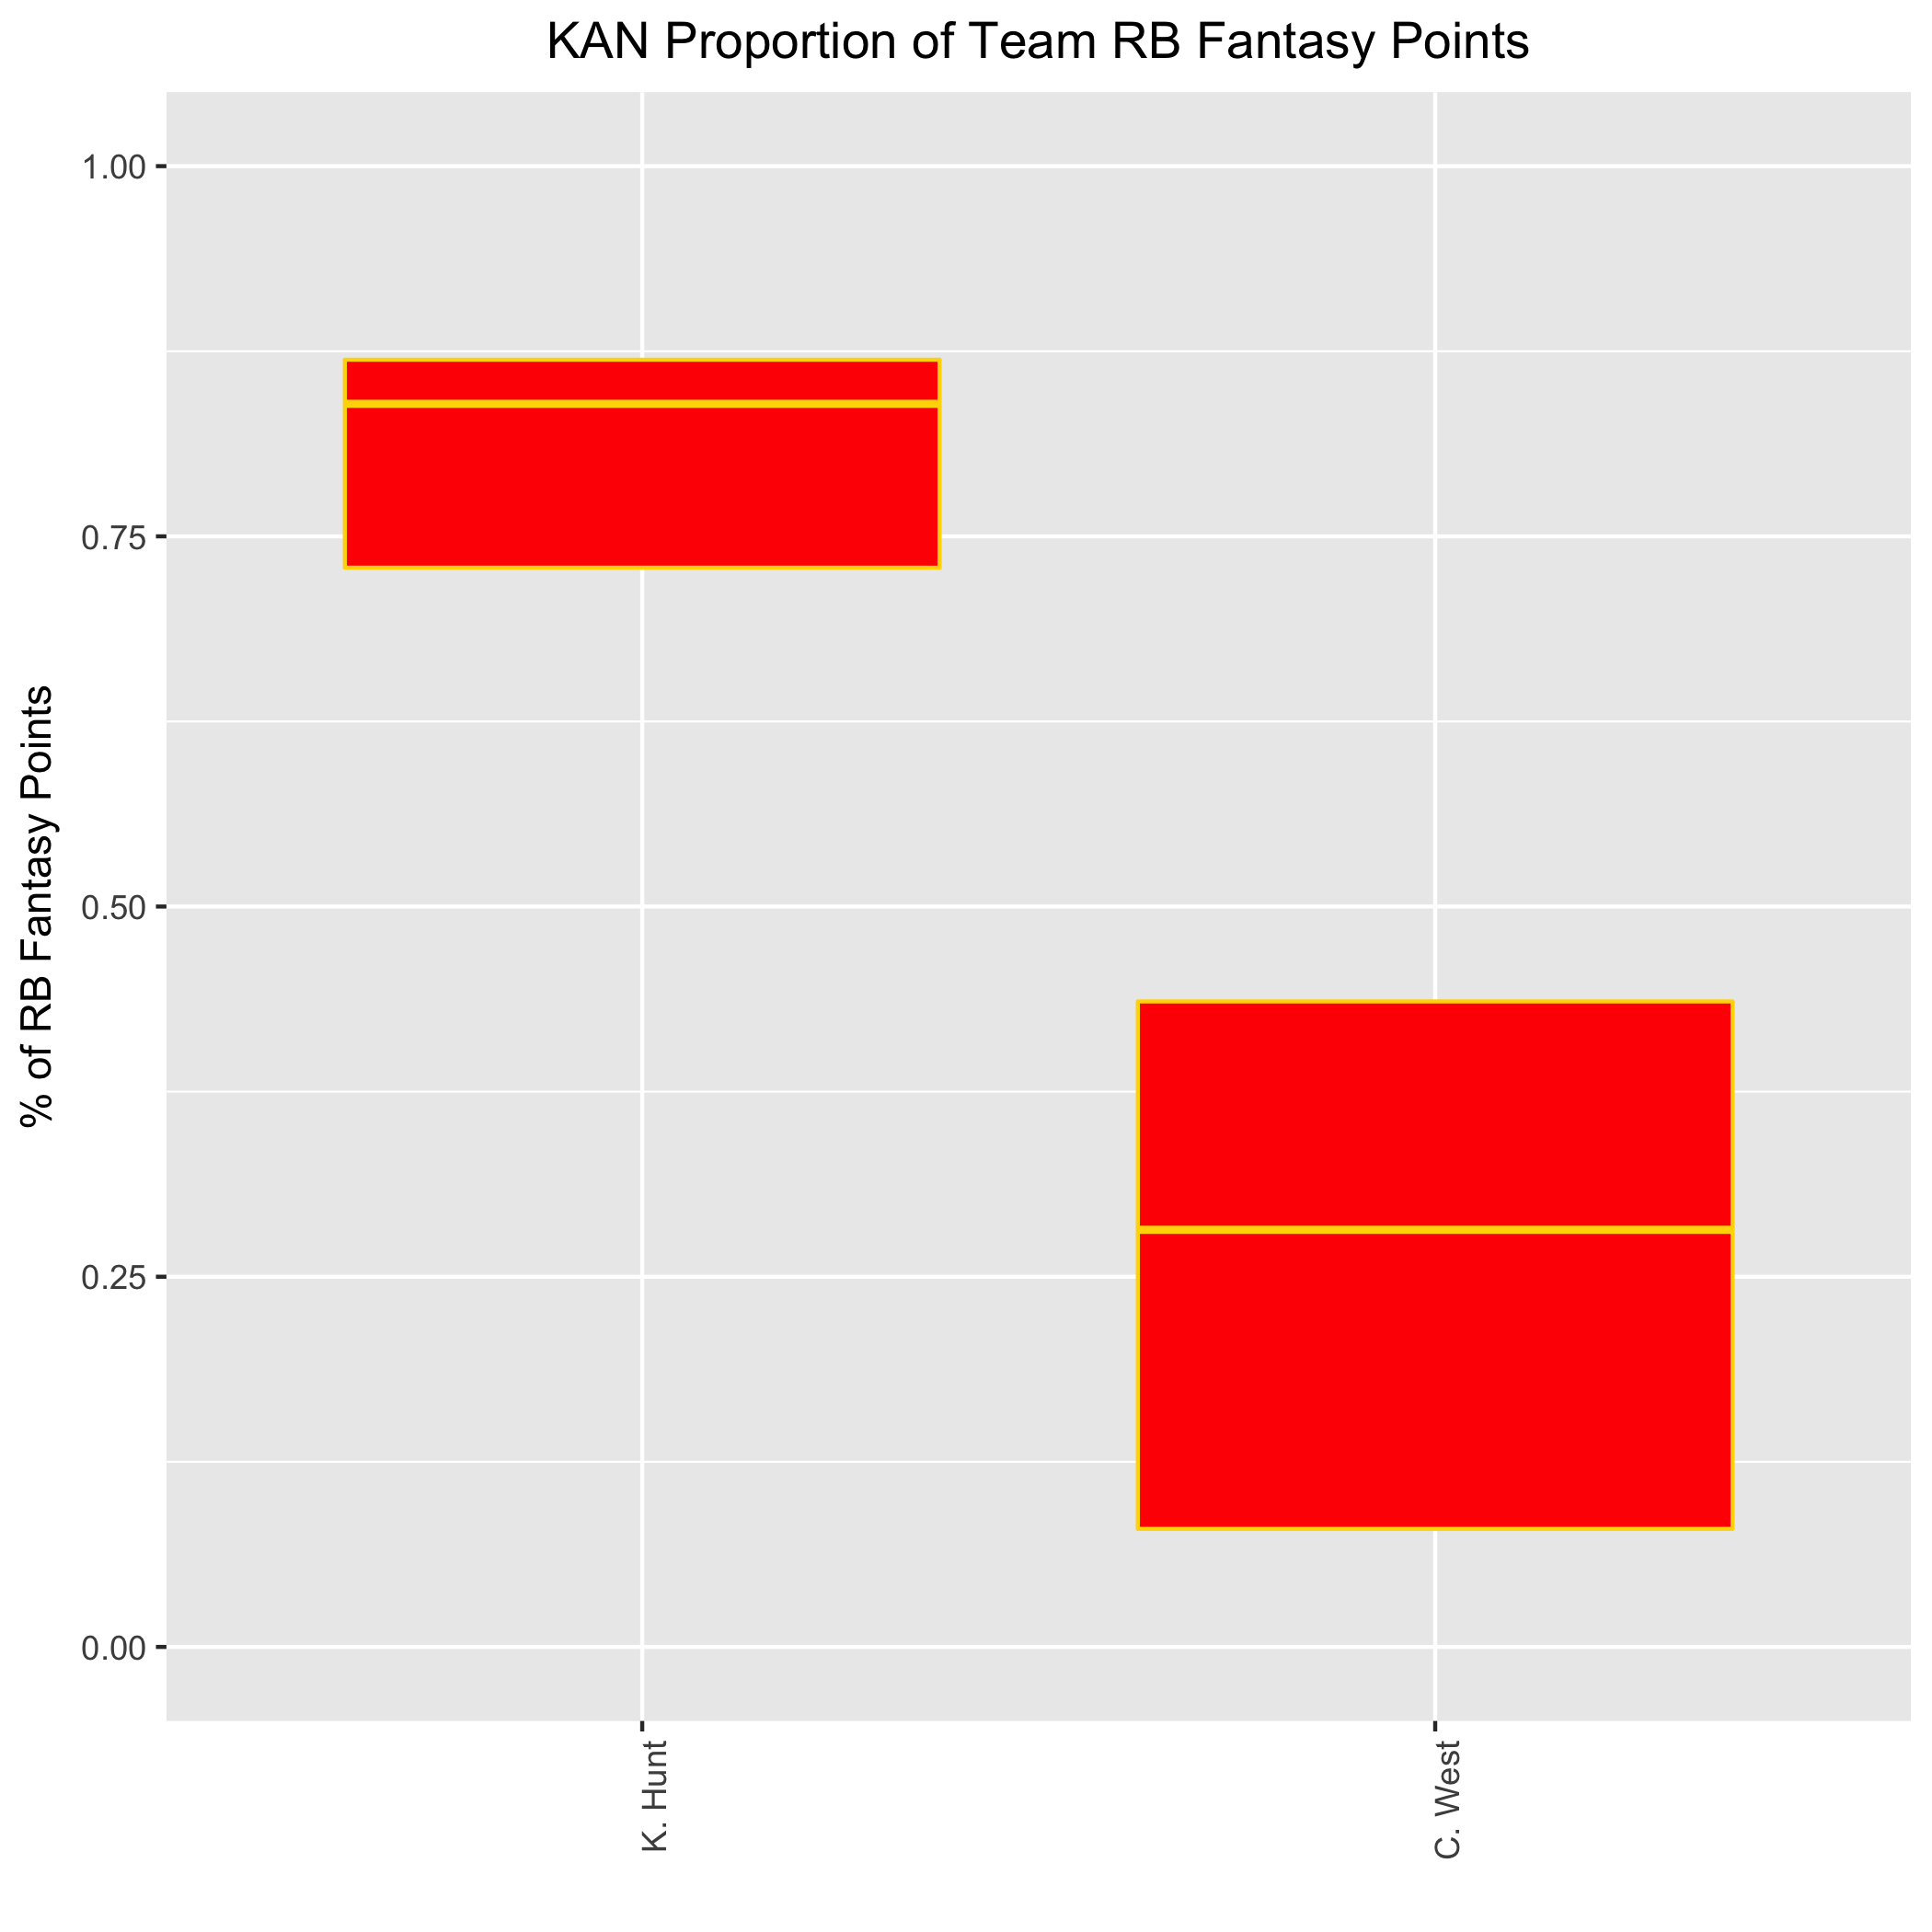 KAN Proportion of Team RB Fantasy Points
% of RB Fantasy Points
1.00
0.75
0.50
0.25
0.00
K. Hunt
C. West